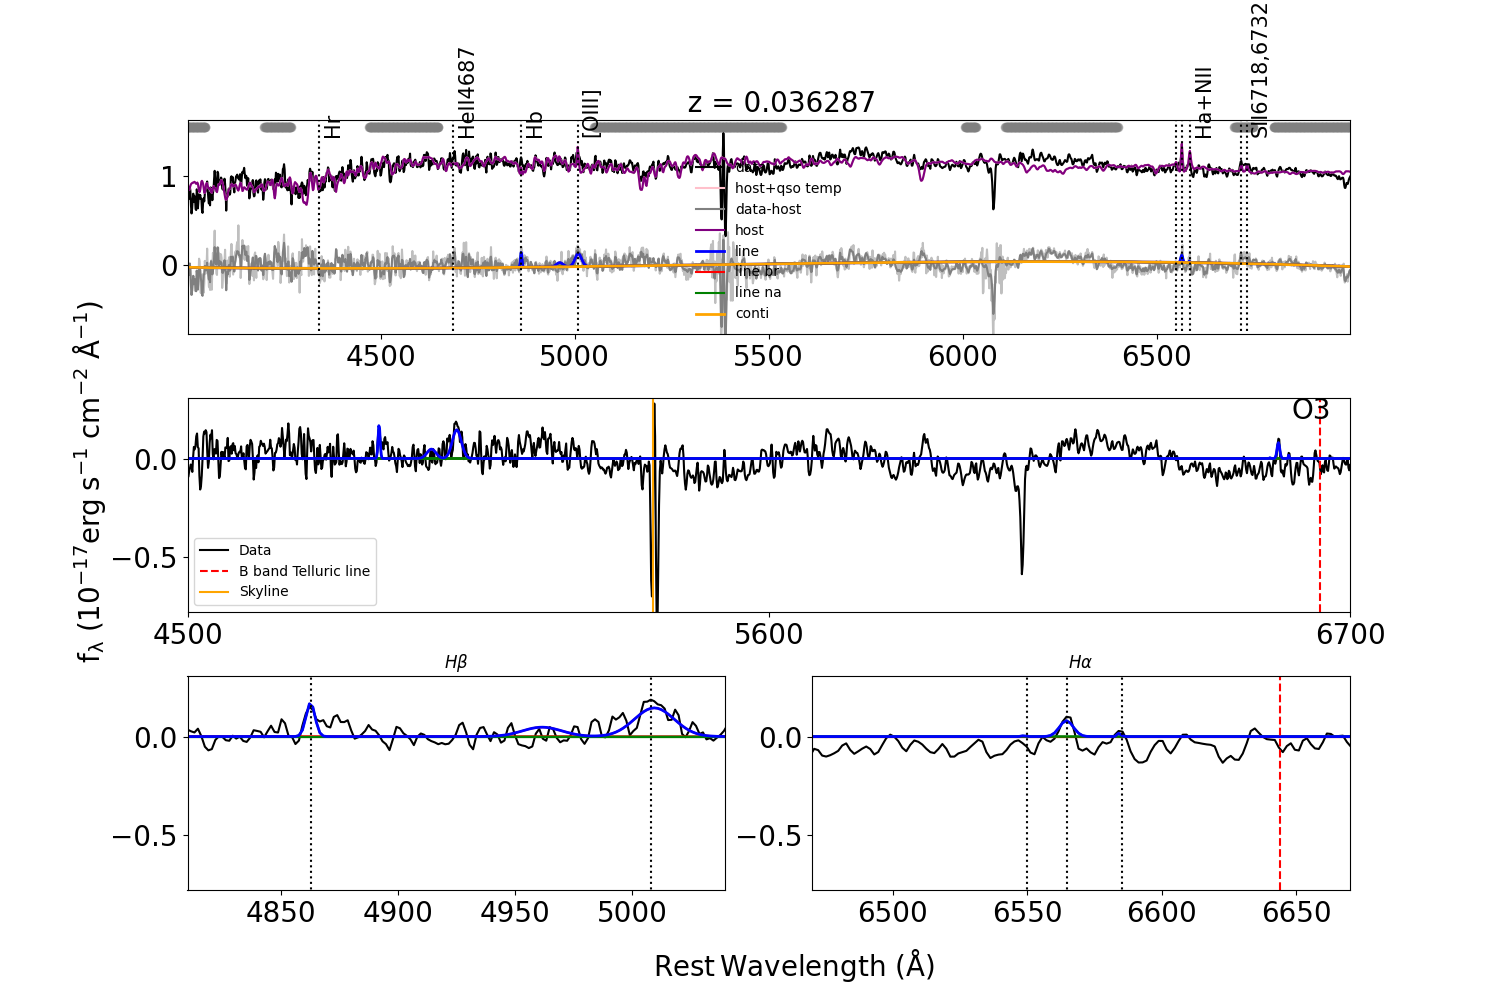 z = 0.036287
Hr
HeII4687
Hb
[OIII]
Ha+NII
SII6718,6732
1
0
data
host+qso temp
data-host
host
line
line br
line na
conti
4500 5000 5500 6000 6500
O3
0.0
−0.5
Data
B band Telluric line
Skyline
4500 5600 6700
fλ (10⁻¹⁷erg s⁻¹ cm⁻² Å⁻¹)
Hβ
0.0
−0.5
4850 4900 4950 5000
Hα
0.0
−0.5
6500 6550 6600 6650
Rest Wavelength (Å)